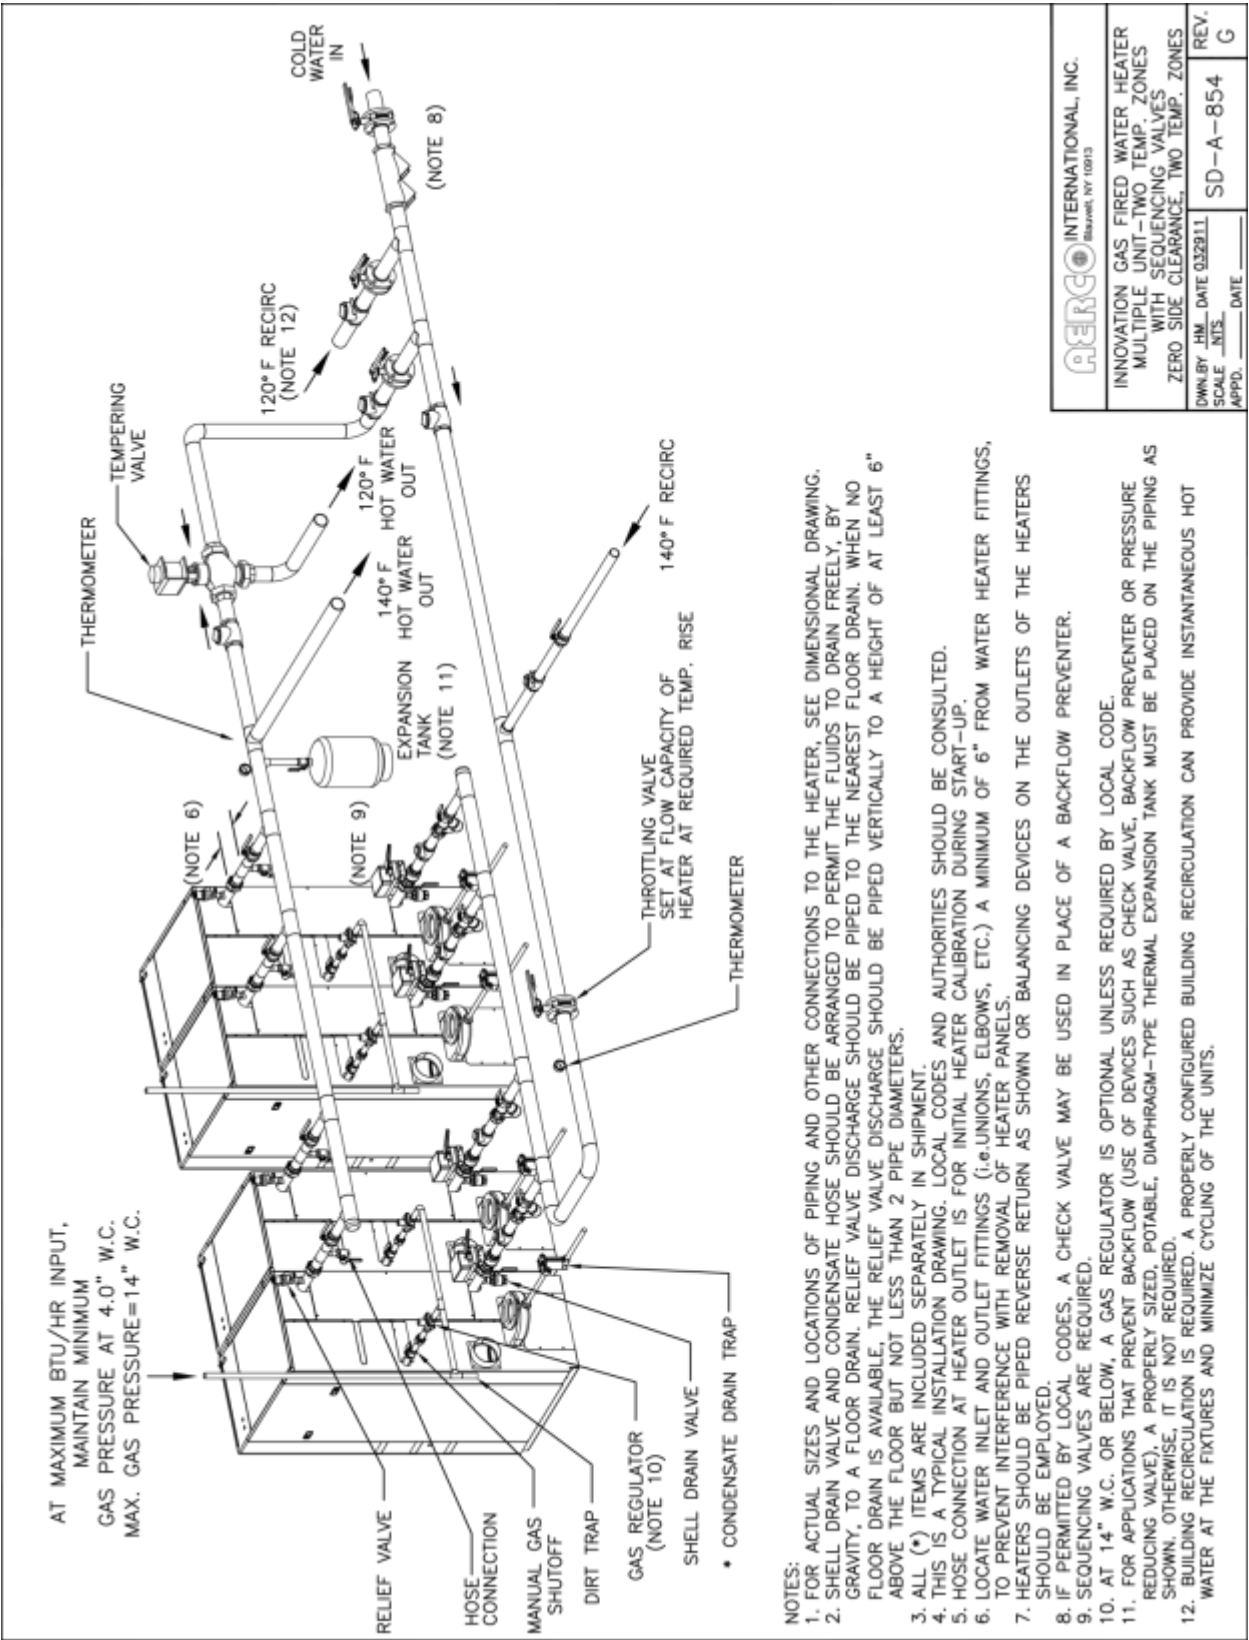 AT MAXIMUM BTU/HR INPUT,
MAINTAIN MINIMUM
GAS PRESSURE AT 4.0" W.C.
MAX. GAS PRESSURE=14" W.C.
RELIEF VALVE
HOSE
CONNECTION
MANUAL GAS
SHUTOFF
DIRT TRAP
GAS REGULATOR
(NOTE 10)
SHELL DRAIN VALVE
* CONDENSATE DRAIN TRAP
(NOTE 6)
(NOTE 9)
THERMOMETER
TEMPERING
VALVE
EXPANSION
TANK
(NOTE 11)
140° F
HOT WATER
OUT
120° F
HOT WATER
OUT
120° F RECIRC
(NOTE 12)
COLD
WATER
IN
(NOTE 8)
140° F RECIRC
THROTTLING VALVE
SET AT FLOW CAPACITY OF
HEATER AT REQUIRED TEMP. RISE
THERMOMETER
NOTES:
1. FOR ACTUAL SIZES AND LOCATIONS OF PIPING AND OTHER CONNECTIONS TO THE HEATER, SEE DIMENSIONAL DRAWING.
2. SHELL DRAIN VALVE AND CONDENSATE HOSE SHOULD BE ARRANGED TO PERMIT THE FLUIDS TO DRAIN FREELY, BY
GRAVITY, TO A FLOOR DRAIN. RELIEF VALVE DISCHARGE SHOULD BE PIPED TO THE NEAREST FLOOR DRAIN. WHEN NO
FLOOR DRAIN IS AVAILABLE, THE RELIEF VALVE DISCHARGE SHOULD BE PIPED VERTICALLY TO A HEIGHT OF AT LEAST 6"
ABOVE THE FLOOR BUT NOT LESS THAN 2 PIPE DIAMETERS.
3. ALL (*) ITEMS ARE INCLUDED SEPARATELY IN SHIPMENT.
4. THIS IS A TYPICAL INSTALLATION DRAWING. LOCAL CODES AND AUTHORITIES SHOULD BE CONSULTED.
5. HOSE CONNECTION AT HEATER OUTLET IS FOR INITIAL HEATER CALIBRATION DURING START-UP.
6. LOCATE WATER INLET AND OUTLET FITTINGS (i.e.UNIONS, ELBOWS, ETC.) A MINIMUM OF 6" FROM WATER HEATER FITTINGS,
TO PREVENT INTERFERENCE WITH REMOVAL OF HEATER PANELS.
7. HEATERS SHOULD BE PIPED REVERSE RETURN AS SHOWN OR BALANCING DEVICES ON THE OUTLETS OF THE HEATERS
SHOULD BE EMPLOYED.
8. IF PERMITTED BY LOCAL CODES, A CHECK VALVE MAY BE USED IN PLACE OF A BACKFLOW PREVENTER.
9. SEQUENCING VALVES ARE REQUIRED.
10. AT 14" W.C. OR BELOW, A GAS REGULATOR IS OPTIONAL UNLESS REQUIRED BY LOCAL CODE.
11. FOR APPLICATIONS THAT PREVENT BACKFLOW (USE OF DEVICES SUCH AS CHECK VALVE, BACKFLOW PREVENTER OR PRESSURE
REDUCING VALVE), A PROPERLY SIZED, POTABLE, DIAPHRAGM-TYPE THERMAL EXPANSION TANK MUST BE PLACED ON THE PIPING AS
SHOWN. OTHERWISE, IT IS NOT REQUIRED.
12. BUILDING RECIRCULATION IS REQUIRED. A PROPERLY CONFIGURED BUILDING RECIRCULATION CAN PROVIDE INSTANTANEOUS HOT
WATER AT THE FIXTURES AND MINIMIZE CYCLING OF THE UNITS.
AERCO INTERNATIONAL, INC.
Blauvelt, NY 10913
INNOVATION GAS FIRED WATER HEATER
MULTIPLE UNIT-TWO TEMP. ZONES
WITH SEQUENCING VALVES
ZERO SIDE CLEARANCE, TWO TEMP. ZONES
DWN.BY HM DATE 032911
SCALE NTS
APPD. DATE
SD-A-854
REV.
G